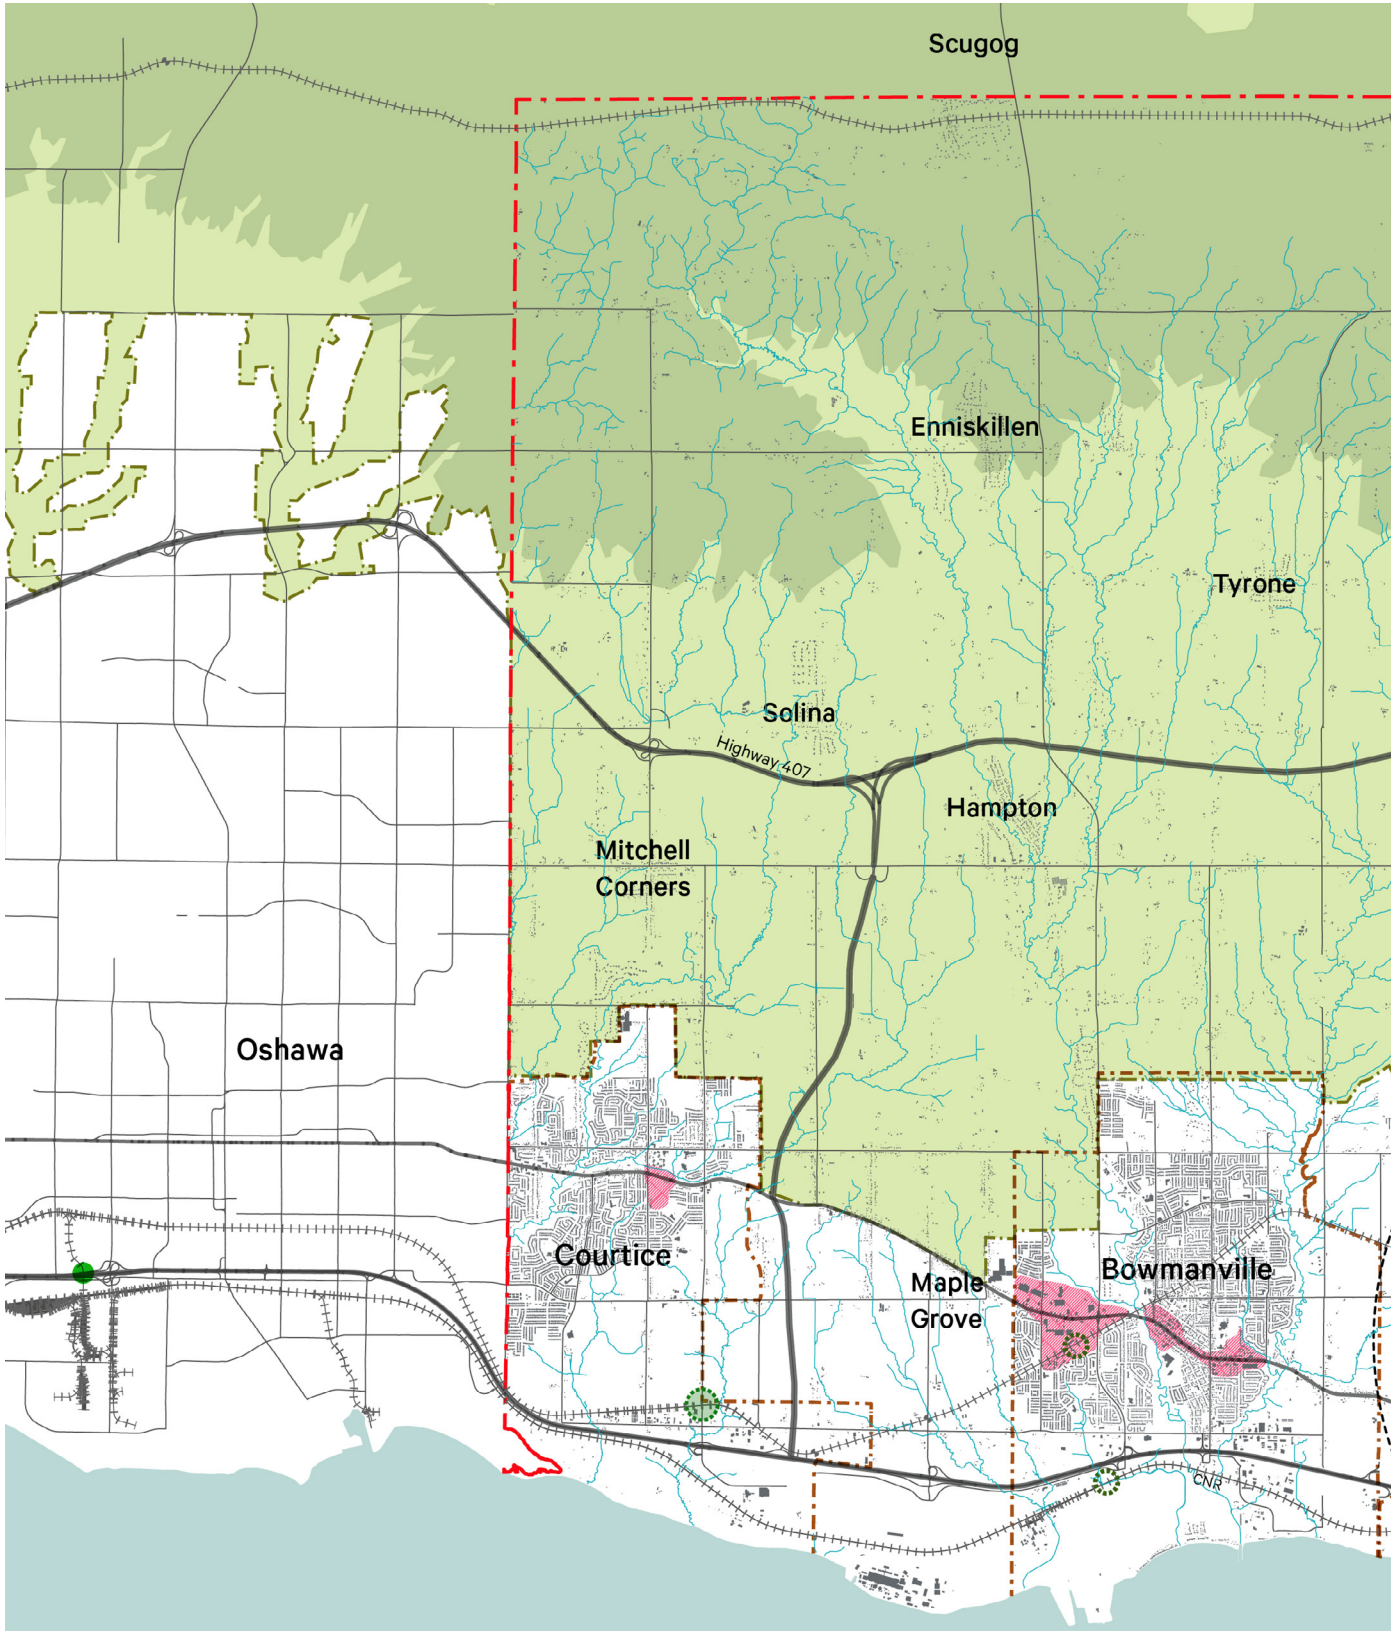 Scugog
Enniskillen
Tyrone
Solina
Highway 407
Hampton
Mitchell
Corners
Oshawa
Courtice
Bowmanville
Maple
Grove
CNR